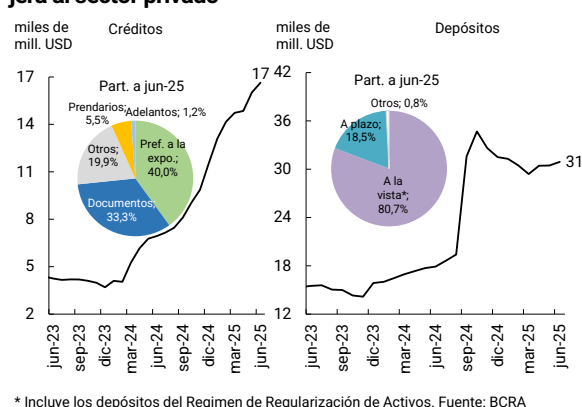 jera al sector privado
miles de
mill. USD
Créditos
17
14
11
8
5
2
Part. a jun-25
17
Prendarios;
5,5%
Adelantos; 1,2%
Otros;
19,9%
Pref. a la
expo.;
40,0%
Documentos;
33,3%
jun-23
sep-23
dic-23
mar-24
jun-24
sep-24
dic-24
mar-25
jun-25
miles de
mill. USD
Depósitos
42
36
30
24
18
12
Part. a jun-25
Otros; 0,8%
A plazo;
18,5%
A la
vista*;
80,7%
31
jun-23
sep-23
dic-23
mar-24
jun-24
sep-24
dic-24
mar-25
jun-25
* Incluye los depósitos del Regimen de Regularización de Activos. Fuente: BCRA